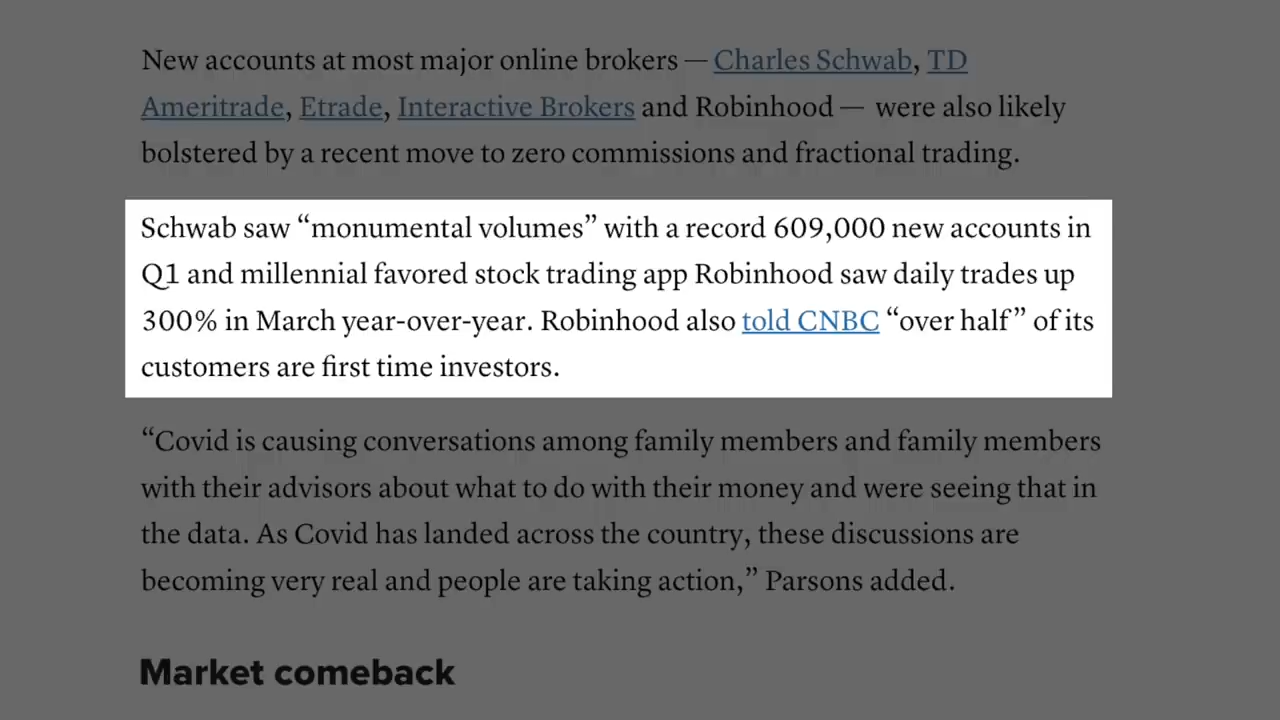 New accounts at most major online brokers — Charles Schwab, TD
Ameritrade, Etrade, Interactive Brokers and Robinhood — were also likely
bolstered by a recent move to zero commissions and fractional trading.
Schwab saw “monumental volumes” with a record 609,000 new accounts in
Q1 and millennial favored stock trading app Robinhood saw daily trades up
300% in March year-over-year. Robinhood also told CNBC “over half” of its
customers are first time investors.
“Covid is causing conversations among family members and family members
with their advisors about what to do with their money and were seeing that in
the data. As Covid has landed across the country, these discussions are
becoming very real and people are taking action,” Parsons added.
Market comeback